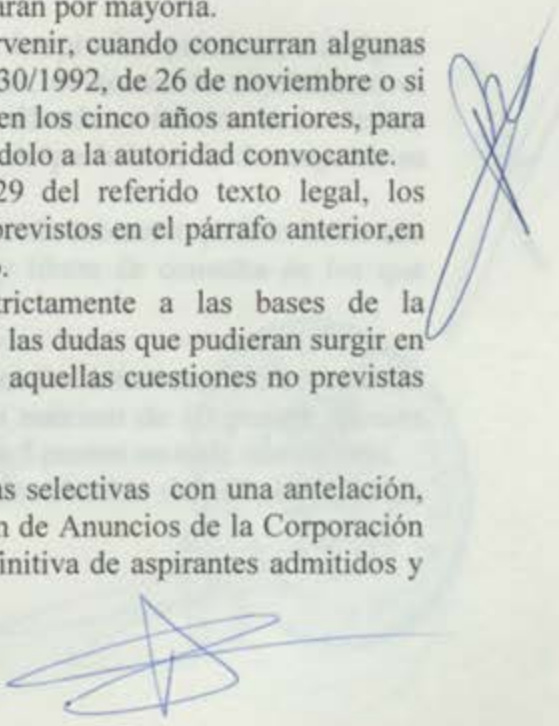 arán por mayoría.
rvenir, cuando concurran algunas
30/1992, de 26 de noviembre o si
en los cinco años anteriores, para
dolo a la autoridad convocante.
29 del referido texto legal, los
previstos en el párrafo anterior,en
.
trictamente a las bases de la
las dudas que pudieran surgir en
aquellas cuestiones no previstas
as selectivas con una antelación,
n de Anuncios de la Corporación
initiva de aspirantes admitidos y